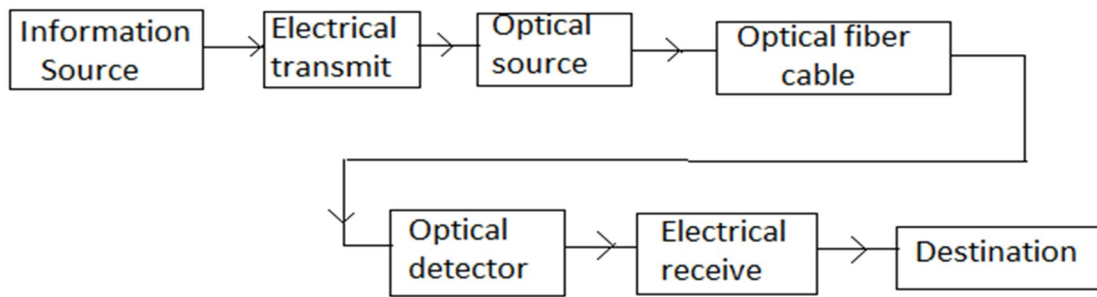 Information
Source
Electrical
transmit
Optical
source
Optical fiber
cable
Optical
detector
Electrical
receive
Destination